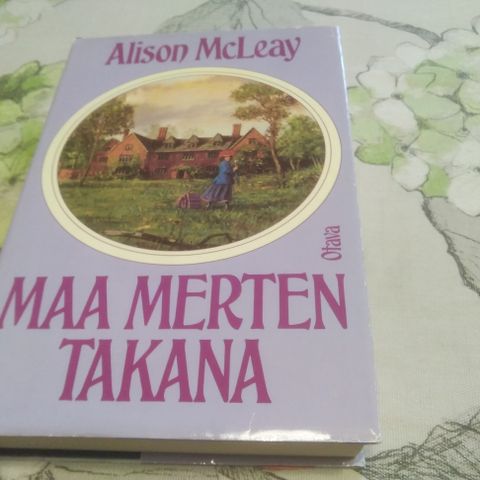 Alison McLeay
Otava
MAA MERTEN
TAKANA